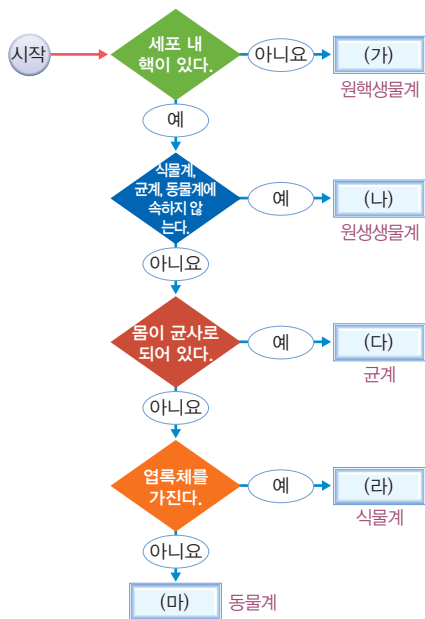 시작
세포 내
핵이 있다.
아니요
(가)
원핵생물계
예
식물계,
균계, 동물계에
속하지 않
는다.
예
(나)
원생생물계
아니요
몸이 균사로
되어 있다.
예
(다)
균계
아니요
엽록체를
가진다.
예
(라)
식물계
아니요
(마)
동물계